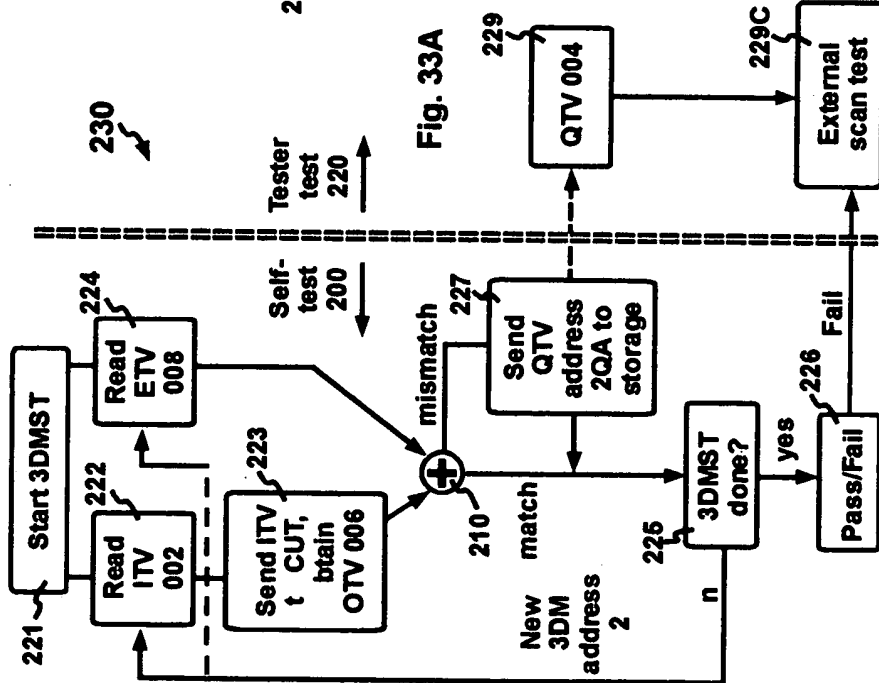 230
Start 3DMST
221
Read
ITV
002
222
Read
ETV
008
224
Send ITV
t CUT,
btain
OTV 006
223
Self-
test
200
Tester
test
220
2
Fig. 33A
210
mismatch
match
Send
QTV
address
2QA to
storage
227
QTV 004
229
3DMST
done?
225
n
yes
New
3DM
address
2
Pass/Fail
226
Fail
External
scan test
229C